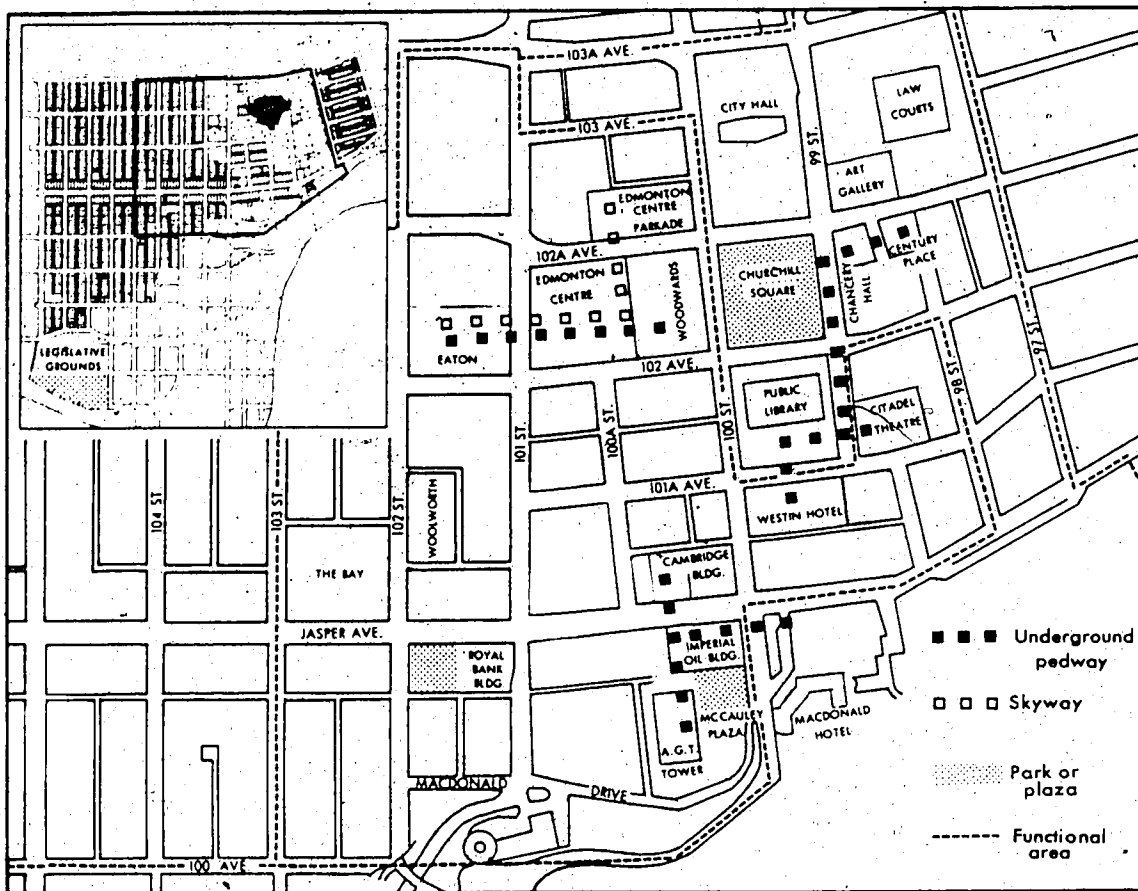 103A AVE.
CITY HALL
LAW
COURTS
103 AVE.
99 ST.
ART
GALLERY
EDMONTON
CENTRE
PARKADE
102A AVE.
CENTURY
PLACE
CHANCERY
HALL
CHURCHILL
SQUARE
EDMONTON
CENTRE
WOODWARDS
EATON
102 AVE.
LEGISLATIVE
GROUNDS
97 ST.
98 ST.
PUBLIC
LIBRARY
CITADEL
THEATRE
101 ST.
100A ST.
100 ST.
101A AVE.
WESTIN HOTEL
104 ST.
103 ST.
102 ST.
WOOLWORTH
THE BAY
CAMBRIDGE
BLDG.
JASPER AVE.
IMPERIAL
OIL BLDG.
ROYAL
BANK
BLDG.
MCCAULEY
PLAZA
MACDONALD
HOTEL
A.G.T.
TOWER
MACDONALD
DRIVE
100 AVE.
Underground
pedway
Skyway
Park or
plaza
Functional
area